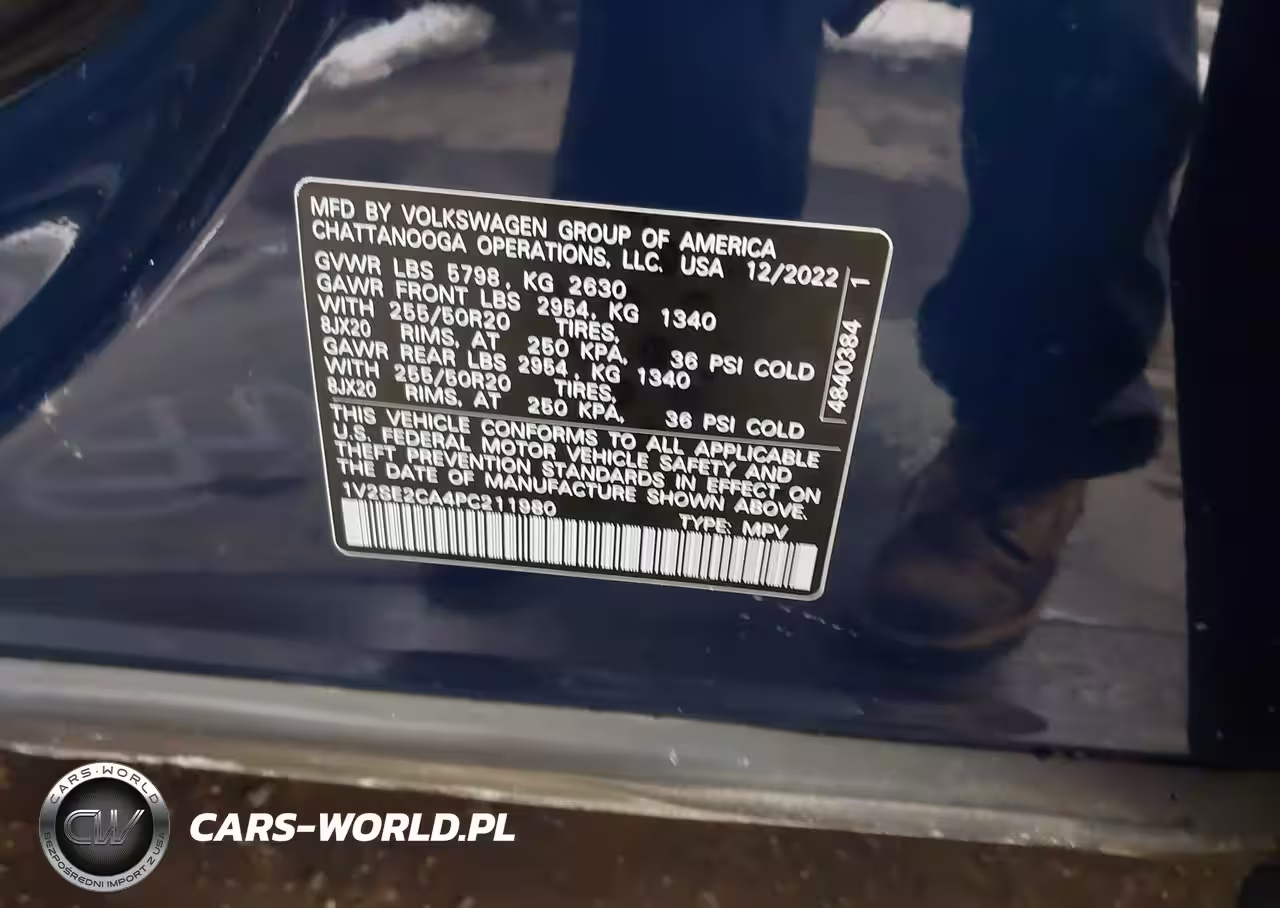 MFD BY VOLKSWAGEN GROUP OF AMERICA
CHATTANOOGA OPERATIONS, LLC. USA 12/2022
GVWR LBS 5798, KG 2630
GAWR FRONT LBS 2954, KG 1340
WITH 255/50R20 TIRES,
8JX20 RIMS, AT 250 KPA, 36 PSI COLD
GAWR REAR LBS 2954, KG 1340
WITH 255/50R20 TIRES,
8JX20 RIMS, AT 250 KPA, 36 PSI COLD
4840384 1
THIS VEHICLE CONFORMS TO ALL APPLICABLE
U.S. FEDERAL MOTOR VEHICLE SAFETY AND
THEFT PREVENTION STANDARDS IN EFFECT ON
THE DATE OF MANUFACTURE SHOWN ABOVE.
1V2SE2CA4PC211980 TYPE: MPV
CARS-WORLD
CW
BEZPOŚREDNI IMPORT Z USA
CARS-WORLD.PL